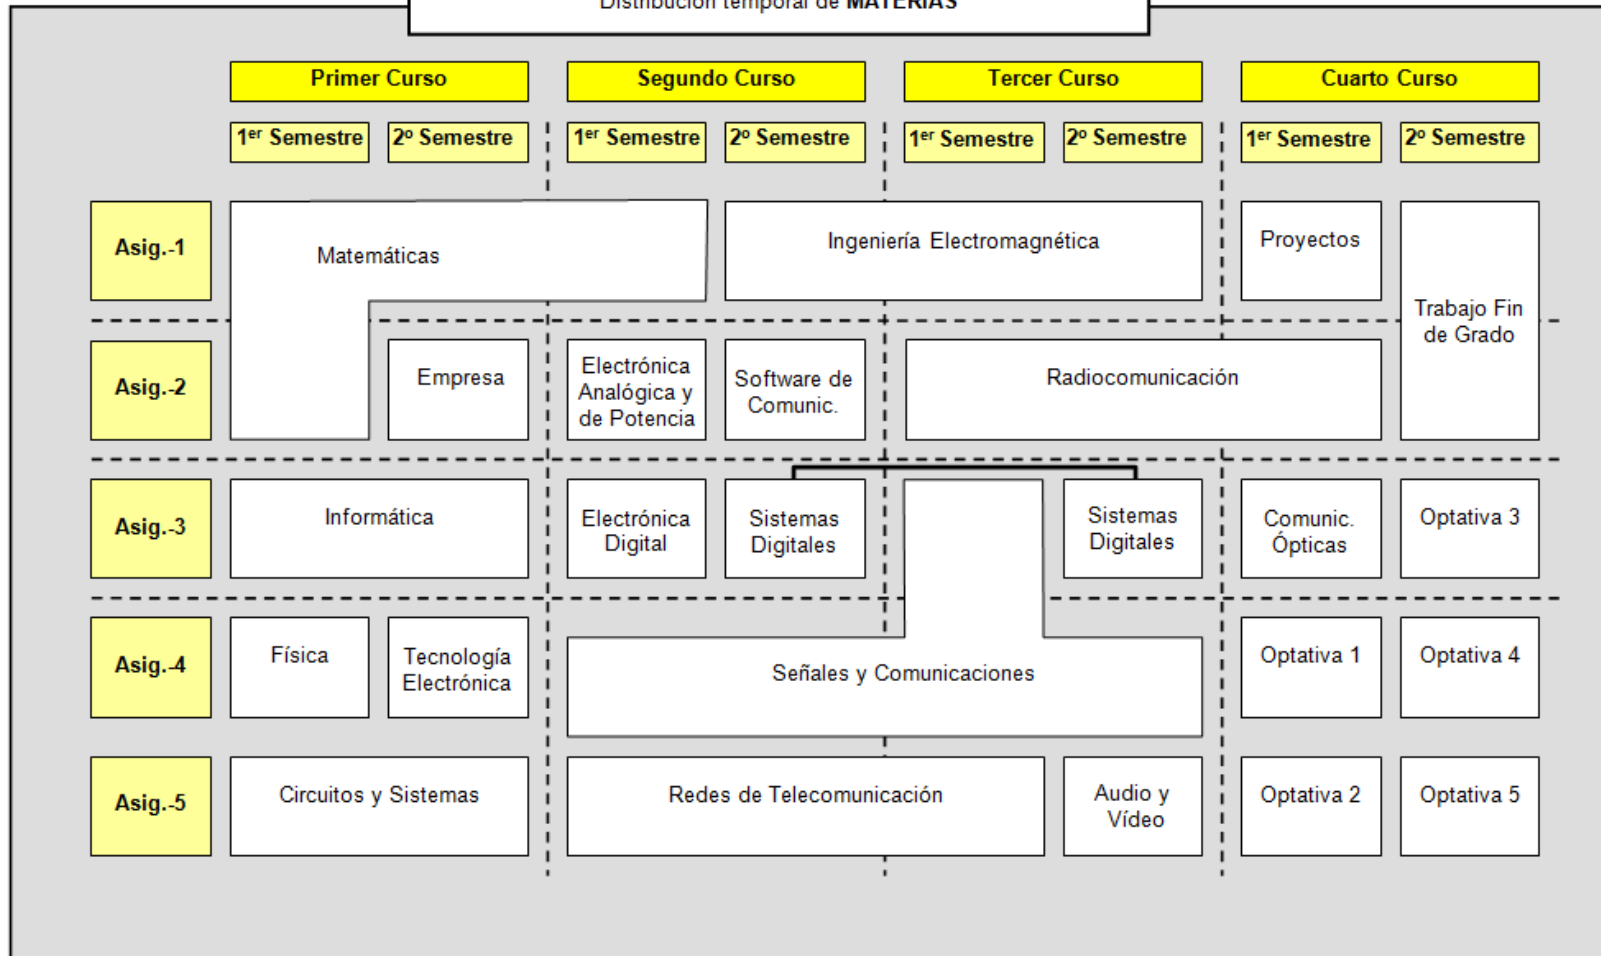 Distribución temporal de MATERIAS
Primer Curso
Segundo Curso
Tercer Curso
Cuarto Curso
1er Semestre
2º Semestre
1er Semestre
2º Semestre
1er Semestre
2º Semestre
1er Semestre
2º Semestre
Asig.-1
Matemáticas
Ingeniería Electromagnética
Proyectos
Trabajo Fin
de Grado
Asig.-2
Empresa
Electrónica
Analógica y
de Potencia
Software de
Comunic.
Radiocomunicación
Asig.-3
Informática
Electrónica
Digital
Sistemas
Digitales
Sistemas
Digitales
Comunic.
Ópticas
Optativa 3
Asig.-4
Física
Tecnología
Electrónica
Señales y Comunicaciones
Optativa 1
Optativa 4
Asig.-5
Circuitos y Sistemas
Redes de Telecomunicación
Audio y
Vídeo
Optativa 2
Optativa 5